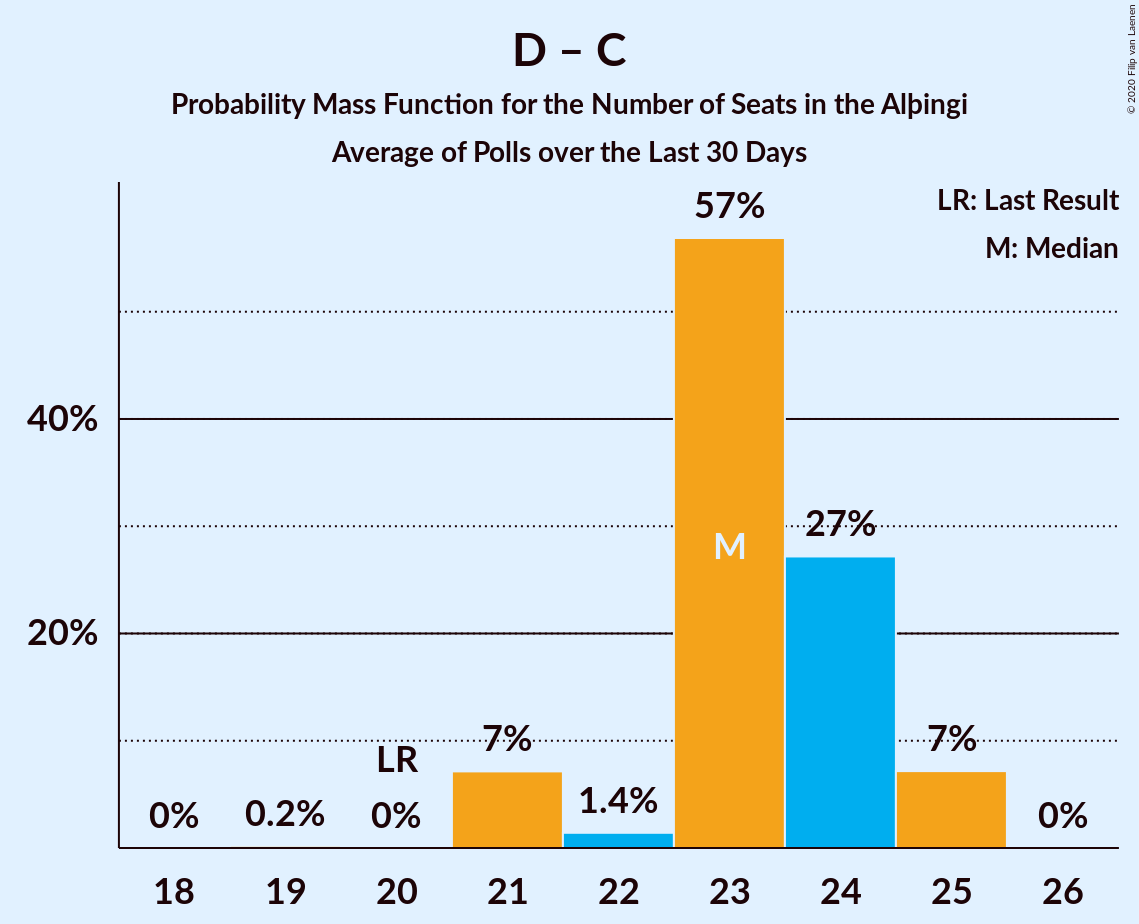 D – C
Probability Mass Function for the Number of Seats in the Alþingi
Average of Polls over the Last 30 Days
© 2020 Filip van Laenen
LR: Last Result
M: Median
57%
40%
27%
M
20%
7%
7%
LR
1.4%
0%
0.2%
0%
0%
18 19 20 21 22 23 24 25 26